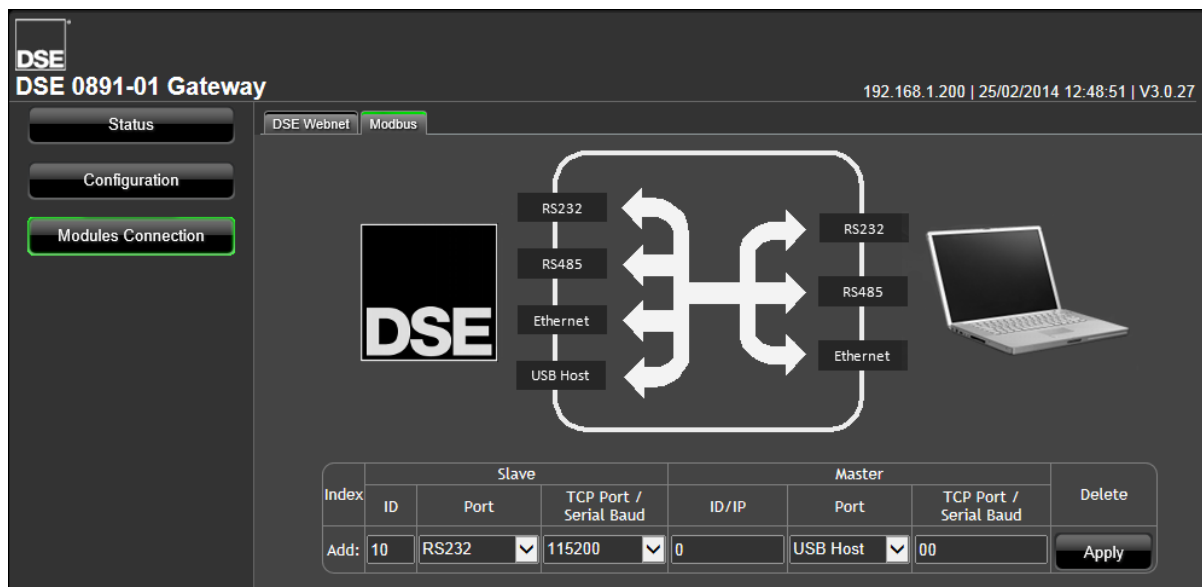 DSE
DSE 0891-01 Gateway
192.168.1.200 | 25/02/2014 12:48:51 | V3.0.27
Status
Configuration
Modules Connection
DSE Webnet Modbus
RS232
RS485
Ethernet
USB Host
DSE
RS232
RS485
Ethernet
Index Slave Master Delete
ID Port TCP Port / Serial Baud ID/IP Port TCP Port / Serial Baud
Add: 10 RS232 115200 0 USB Host 00 Apply